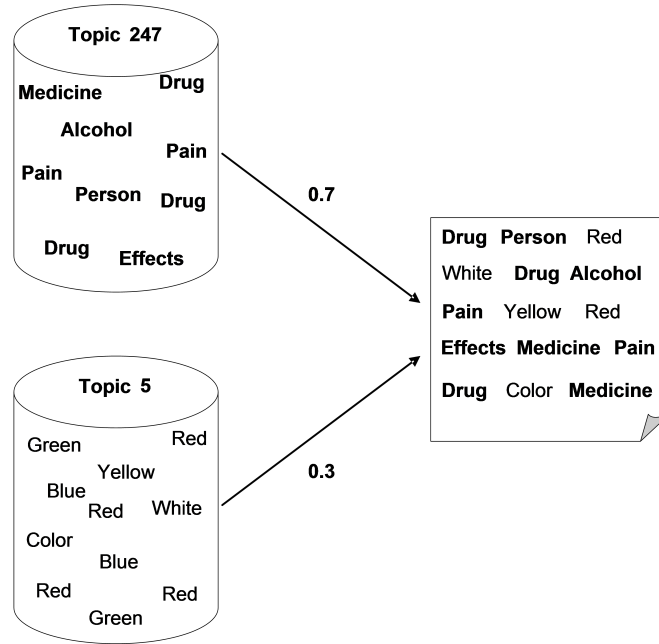 Topic 247
Medicine Drug
Alcohol
Pain
Pain
Person Drug
Drug Effects
0.7
Drug Person Red
White Drug Alcohol
Pain Yellow Red
Effects Medicine Pain
Drug Color Medicine
Topic 5
Green Red
Yellow
Blue
Red White
Color
Blue
Red Red
Green
0.3